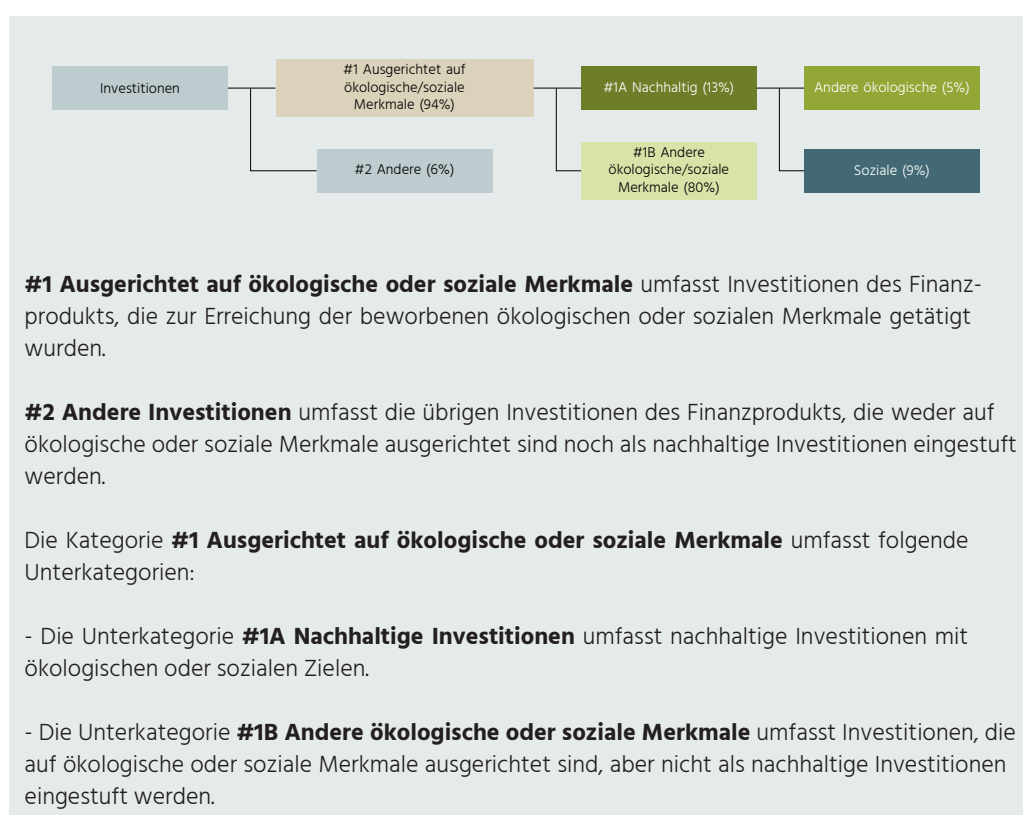 Investitionen
#1 Ausgerichtet auf
ökologische/soziale
Merkmale (94%)
#1A Nachhaltig (13%)
Andere ökologische (5%)
#2 Andere (6%)
#1B Andere
ökologische/soziale
Merkmale (80%)
Soziale (9%)
#1 Ausgerichtet auf ökologische oder soziale Merkmale umfasst Investitionen des Finanz-
produkts, die zur Erreichung der beworbenen ökologischen oder sozialen Merkmale getätigt
wurden.
#2 Andere Investitionen umfasst die übrigen Investitionen des Finanzprodukts, die weder auf
ökologische oder soziale Merkmale ausgerichtet sind noch als nachhaltige Investitionen eingestuft
werden.
Die Kategorie #1 Ausgerichtet auf ökologische oder soziale Merkmale umfasst folgende
Unterkategorien:
- Die Unterkategorie #1A Nachhaltige Investitionen umfasst nachhaltige Investitionen mit
ökologischen oder sozialen Zielen.
- Die Unterkategorie #1B Andere ökologische oder soziale Merkmale umfasst Investitionen, die
auf ökologische oder soziale Merkmale ausgerichtet sind, aber nicht als nachhaltige Investitionen
eingestuft werden.